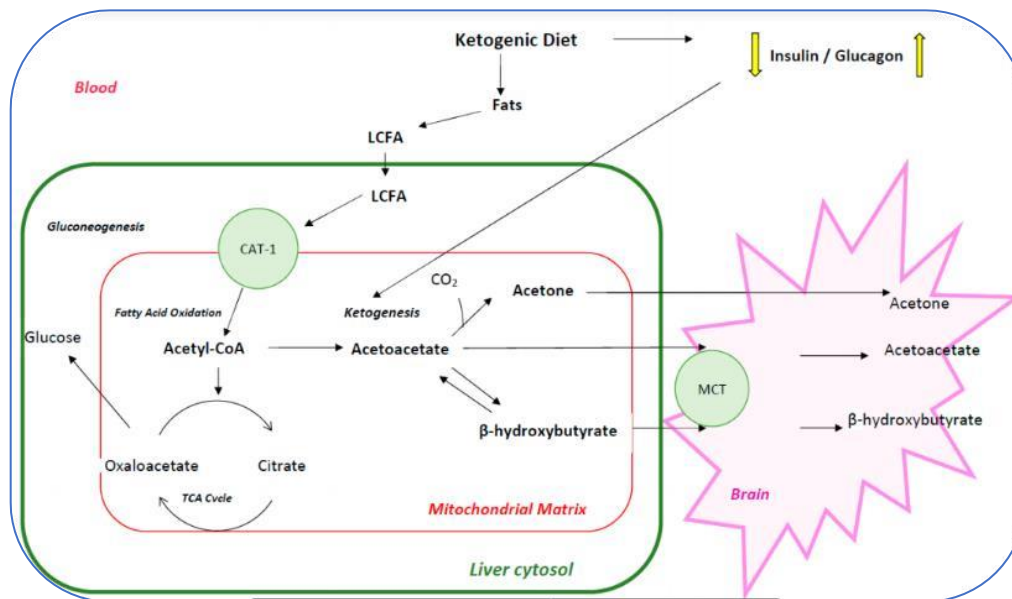 Ketogenic Diet
Insulin / Glucagon
Blood
Fats
LCFA
LCFA
Gluconeogenesis
CAT-1
CO₂
Acetone
Acetone
Fatty Acid Oxidation
Ketogenesis
Glucose
Acetyl-CoA
Acetoacetate
Acetoacetate
MCT
β-hydroxybutyrate
β-hydroxybutyrate
Oxaloacetate
Citrate
TCA Cycle
Mitochondrial Matrix
Brain
Liver cytosol